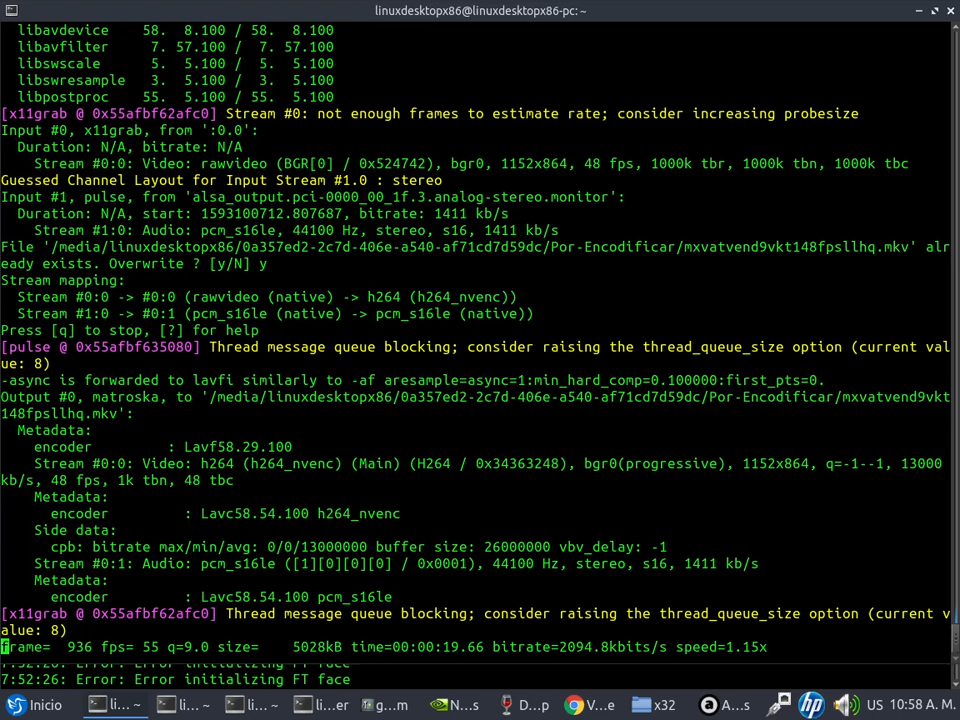 linuxdesktopx86@linuxdesktopx86-pc: ~
libavdevice    58.  8.100 / 58.  8.100
libavfilter     7. 57.100 /  7. 57.100
libswscale      5.  5.100 /  5.  5.100
libswresample   3.  5.100 /  3.  5.100
libpostproc    55.  5.100 / 55.  5.100
[x11grab @ 0x55afbf62afc0] Stream #0: not enough frames to estimate rate; consider increasing probesize
Input #0, x11grab, from ':0.0':
Duration: N/A, bitrate: N/A
Stream #0:0: Video: rawvideo (BGR[0] / 0x524742), bgr0, 1152x864, 48 fps, 1000k tbr, 1000k tbn, 1000k tbc
Guessed Channel Layout for Input Stream #1.0 : stereo
Input #1, pulse, from 'alsa_output.pci-0000_00_1f.3.analog-stereo.monitor':
Duration: N/A, start: 1593100712.807687, bitrate: 1411 kb/s
Stream #1:0: Audio: pcm_s16le, 44100 Hz, stereo, s16, 1411 kb/s
File '/media/linuxdesktopx86/0a357ed2-2c7d-406e-a540-af71cd7d59dc/Por-Encodificar/mxvatvend9vkt148fpsllhq.mkv' alr
eady exists. Overwrite ? [y/N] y
Stream mapping:
Stream #0:0 -> #0:0 (rawvideo (native) -> h264 (h264_nvenc))
Stream #1:0 -> #0:1 (pcm_s16le (native) -> pcm_s16le (native))
Press [q] to stop, [?] for help
[pulse @ 0x55afbf635080] Thread message queue blocking; consider raising the thread_queue_size option (current val
ue: 8)
-async is forwarded to lavfi similarly to -af aresample=async=1:min_hard_comp=0.100000:first_pts=0.
Output #0, matroska, to '/media/linuxdesktopx86/0a357ed2-2c7d-406e-a540-af71cd7d59dc/Por-Encodificar/mxvatvend9vkt
148fpsllhq.mkv':
Metadata:
encoder         : Lavf58.29.100
Stream #0:0: Video: h264 (h264_nvenc) (Main) (H264 / 0x34363248), bgr0(progressive), 1152x864, q=-1--1, 13000
kb/s, 48 fps, 1k tbn, 48 tbc
Metadata:
encoder         : Lavc58.54.100 h264_nvenc
Side data:
cpb: bitrate max/min/avg: 0/0/13000000 buffer size: 26000000 vbv_delay: -1
Stream #0:1: Audio: pcm_s16le ([1][0][0][0] / 0x0001), 44100 Hz, stereo, s16, 1411 kb/s
Metadata:
encoder         : Lavc58.54.100 pcm_s16le
[x11grab @ 0x55afbf62afc0] Thread message queue blocking; consider raising the thread_queue_size option (current v
alue: 8)
frame=  936 fps= 55 q=9.0 size=    5028kB time=00:00:19.66 bitrate=2094.8kbits/s speed=1.15x
7:52:26: Error: Error initializing FT face
7:52:26: Error: Error initializing FT face
Inicio li... ~ li... ~ li... ~ li...er g...m N...s D...p V...e x32 A...s hp US 10:58 A. M.